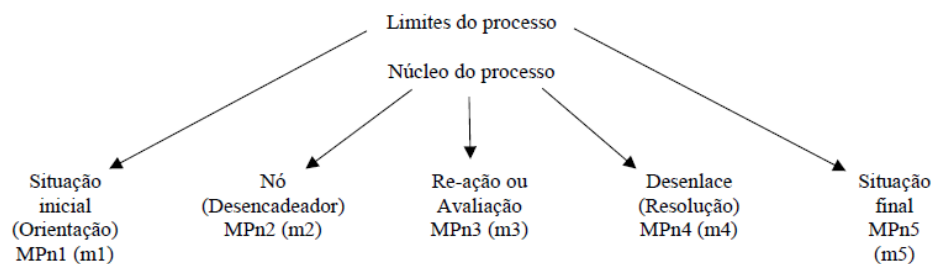 Limites do processo
Núcleo do processo
Situação
inicial
(Orientação)
MPn1 (m1)
Nó
(Desencadeador)
MPn2 (m2)
Re-ação ou
Avaliação
MPn3 (m3)
Desenlace
(Resolução)
MPn4 (m4)
Situação
final
MPn5
(m5)